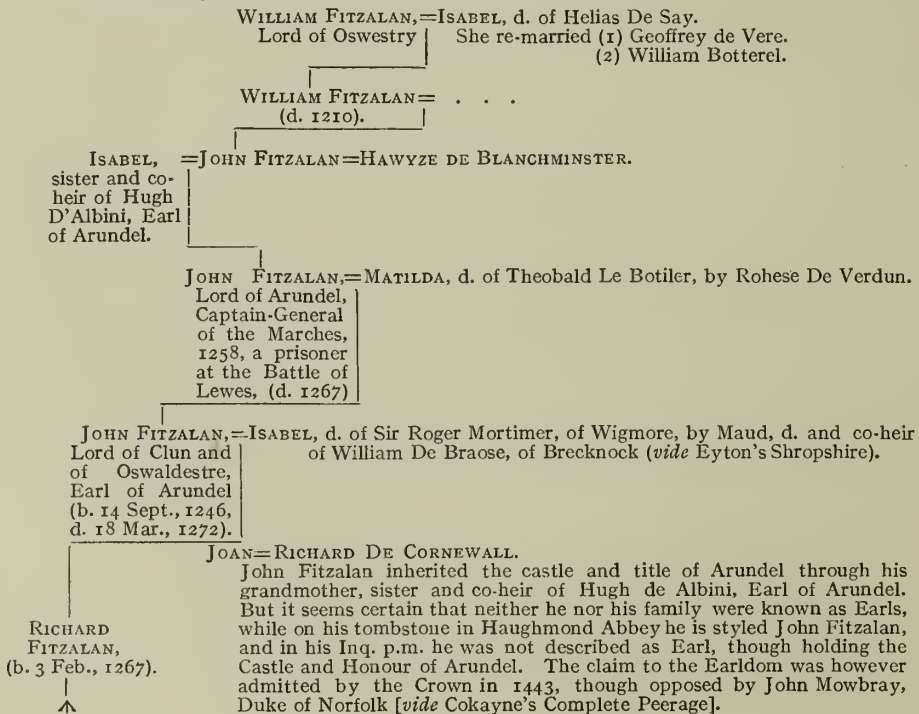 WILLIAM FITZALAN,=ISABEL, d. of Helias De Say.
Lord of Oswestry She re-married (1) Geoffrey de Vere.
(2) William Botterel.
WILLIAM FITZALAN= . . .
(d. 1210).
ISABEL, =JOHN FITZALAN=HAWYZE DE BLANCHMINSTER.
sister and co-
heir of Hugh
D'Albini, Earl
of Arundel.
JOHN FITZALAN,=MATILDA, d. of Theobald Le Botiler, by Rohese De Verdun.
Lord of Arundel,
Captain-General
of the Marches,
1258, a prisoner
at the Battle of
Lewes, (d. 1267)
JOHN FITZALAN,=ISABEL, d. of Sir Roger Mortimer, of Wigmore, by Maud, d. and co-heir
Lord of Clun and of William De Braose, of Brecknock (vide Eyton's Shropshire).
of Oswaldestre,
Earl of Arundel
(b. 14 Sept., 1246,
d. 18 Mar., 1272).
JOAN=RICHARD DE CORNEWALL.
John Fitzalan inherited the castle and title of Arundel through his
grandmother, sister and co-heir of Hugh de Albini, Earl of Arundel.
But it seems certain that neither he nor his family were known as Earls,
while on his tombstone in Haughmond Abbey he is styled John Fitzalan,
and in his Inq. p.m. he was not described as Earl, though holding the
Castle and Honour of Arundel. The claim to the Earldom was however
admitted by the Crown in 1443, though opposed by John Mowbray,
Duke of Norfolk [vide Cokayne's Complete Peerage].
RICHARD
FITZALAN,
(b. 3 Feb., 1267).